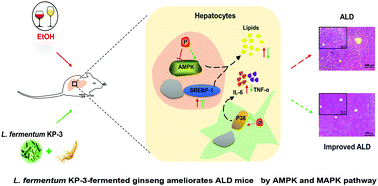 Hepatocytes
EtOH
L. fermentum KP-3
AMPK
SREBP-1
Lipids
IL-6
TNF-α
P38
ALD
Improved ALD
L. fermentum KP-3-fermented ginseng ameliorates ALD mice by AMPK and MAPK pathway